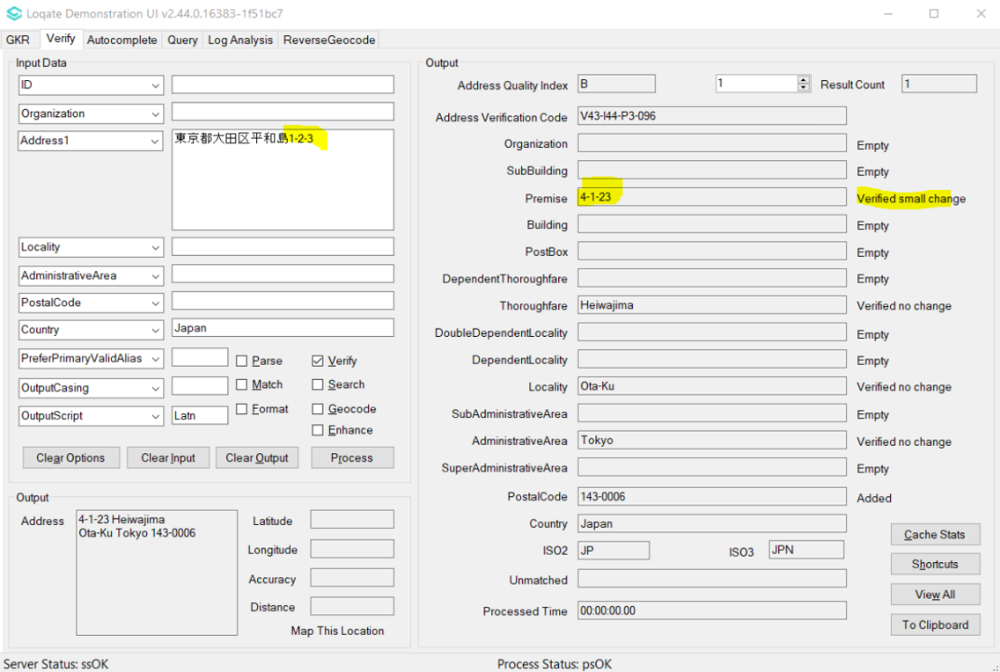 Loqate Demonstration UI v2.44.0.16383-1f51bc7
GKR Verify Autocomplete Query Log Analysis ReverseGeocode
Input Data
ID
Organization
Address1 東京都大田区平和島1-2-3
Locality
AdministrativeArea
PostalCode
Country Japan
PreferPrimaryValidAlias Parse Verify
OutputCasing Match Search
OutputScript Latn Format Geocode
Enhance
Clear Options Clear Input Clear Output Process
Output
Address 4-1-23 Heiwajima
Ota-Ku Tokyo 143-0006
Latitude
Longitude
Accuracy
Distance
Map This Location
Output
Address Quality Index B 1 Result Count 1
Address Verification Code V43-I44-P3-096
Organization Empty
SubBuilding Empty
Premise 4-1-23 Verified small change
Building Empty
PostBox Empty
DependentThoroughfare Empty
Thoroughfare Heiwajima Verified no change
DoubleDependentLocality Empty
DependentLocality Empty
Locality Ota-Ku Verified no change
SubAdministrativeArea Empty
AdministrativeArea Tokyo Verified no change
SuperAdministrativeArea Empty
PostalCode 143-0006 Added
Country Japan
ISO2 JP ISO3 JPN
Unmatched
Processed Time 00:00:00.00
Cache Stats
Shortcuts
View All
To Clipboard
Server Status: ssOK Process Status: psOK